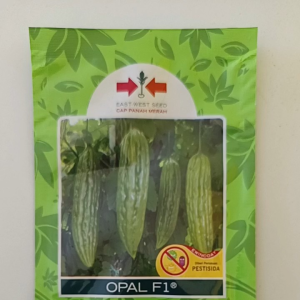 EAST WEST SEED
CAP PANAH MERAH
PESTISIDA
OPAL F1®